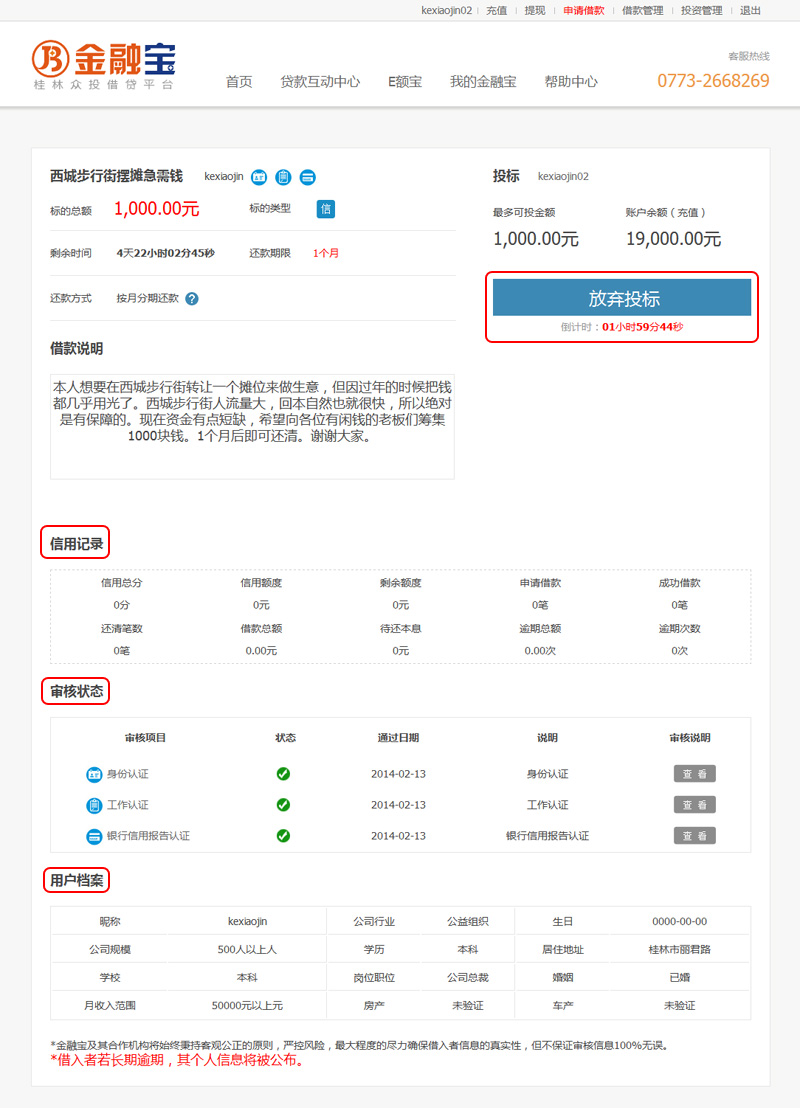 kexiaojin02 充值 提现 申请借款 借款管理 投资管理 退出
金融宝
桂林众投借贷平台
首页 贷款互动中心 E额宝 我的金融宝 帮助中心
客服热线
0773-2668269
西城步行街摆摊急需钱 kexiaojin
标的总额 1,000.00元 标的类型 信
剩余时间 4天22小时02分45秒 还款期限 1个月
还款方式 按月分期还款 ?
投标 kexiaojin02
最多可投金额 账户余额（充值）
1,000.00元 19,000.00元
放弃投标
倒计时：01小时59分44秒
借款说明
本人想要在西城步行街转让一个摊位来做生意，但因过年的时候把钱
都几乎用光了。西城步行街人流量大，回本自然也就很快，所以绝对
是有保障的。现在资金有点短缺，希望向各位有闲钱的老板们筹集
1000块钱。1个月后即可还清。谢谢大家。
信用记录
信用总分 信用额度 剩余额度 申请借款 成功借款
0分 0元 0元 0笔 0笔
还清笔数 借款总额 待还本息 逾期总额 逾期次数
0笔 0.00元 0元 0.00次 0次
审核状态
审核项目 状态 通过日期 说明 审核说明
身份认证 2014-02-13 身份认证 查 看
工作认证 2014-02-13 工作认证 查 看
银行信用报告认证 2014-02-13 银行信用报告认证 查 看
用户档案
昵称 kexiaojin 公司行业 公益组织 生日 0000-00-00
公司规模 500人以上人 学历 本科 居住地址 桂林市丽君路
学校 本科 岗位职位 公司总裁 婚姻 已婚
月收入范围 50000元以上元 房产 未验证 车产 未验证
*金融宝及其合作机构将始终秉持客观公正的原则，严控风险，最大程度的尽力确保借入者信息的真实性，但不保证审核信息100%无误。
*借入者若长期逾期，其个人信息将被公布。